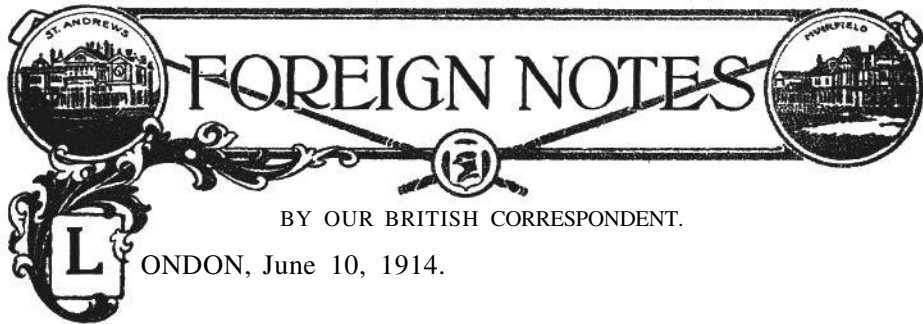 ST. ANDREWS
MUIRFIELD
FOREIGN NOTES
BY OUR BRITISH CORRESPONDENT.
LONDON, June 10, 1914.